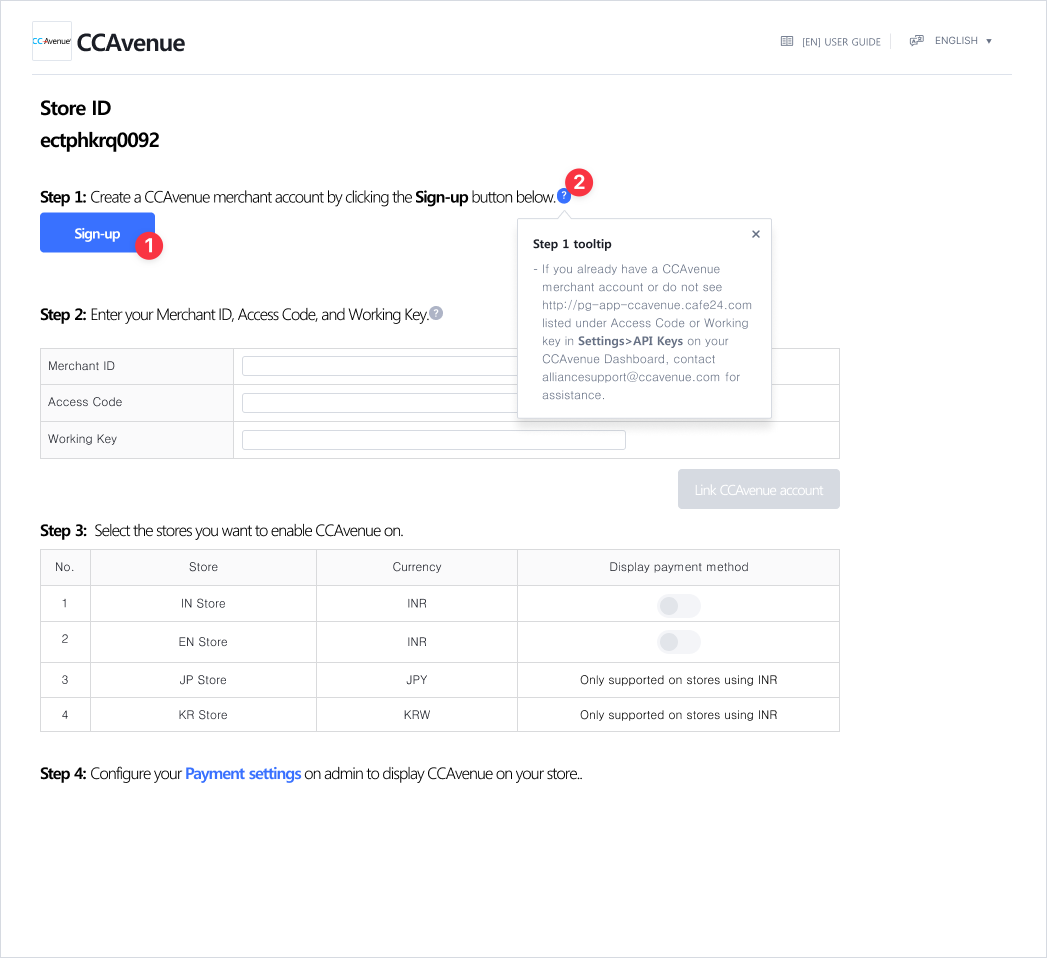 CCAvenue CCAvenue
[EN] USER GUIDE
ENGLISH ▼
Store ID
ectphkrq0092
Step 1: Create a CCAvenue merchant account by clicking the Sign-up button below. ?
2
Sign-up
1
Step 1 tooltip ×
- If you already have a CCAvenue
merchant account or do not see
http://pg-app-ccavenue.cafe24.com
listed under Access Code or Working
key in Settings>API Keys on your
CCAvenue Dashboard, contact
alliancesupport@ccavenue.com for
assistance.
Step 2: Enter your Merchant ID, Access Code, and Working Key. ?
Merchant ID
Access Code
Working Key
Link CCAvenue account
Step 3: Select the stores you want to enable CCAvenue on.
No. Store Currency Display payment method
1 IN Store INR
2 EN Store INR
3 JP Store JPY Only supported on stores using INR
4 KR Store KRW Only supported on stores using INR
Step 4: Configure your Payment settings on admin to display CCAvenue on your store..